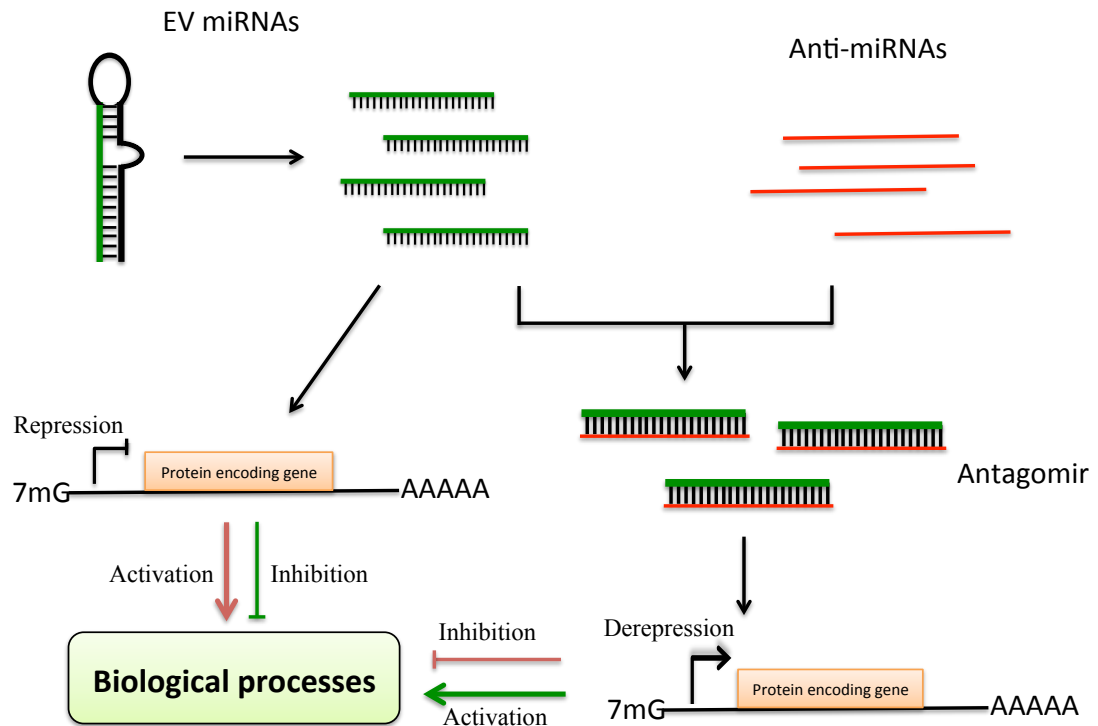 EV miRNAs
Anti-miRNAs
Repression
Protein encoding gene
7mG
AAAAA
Antagomir
Activation
Inhibition
Derepression
Inhibition
Biological processes
Activation
Protein encoding gene
7mG
AAAAA